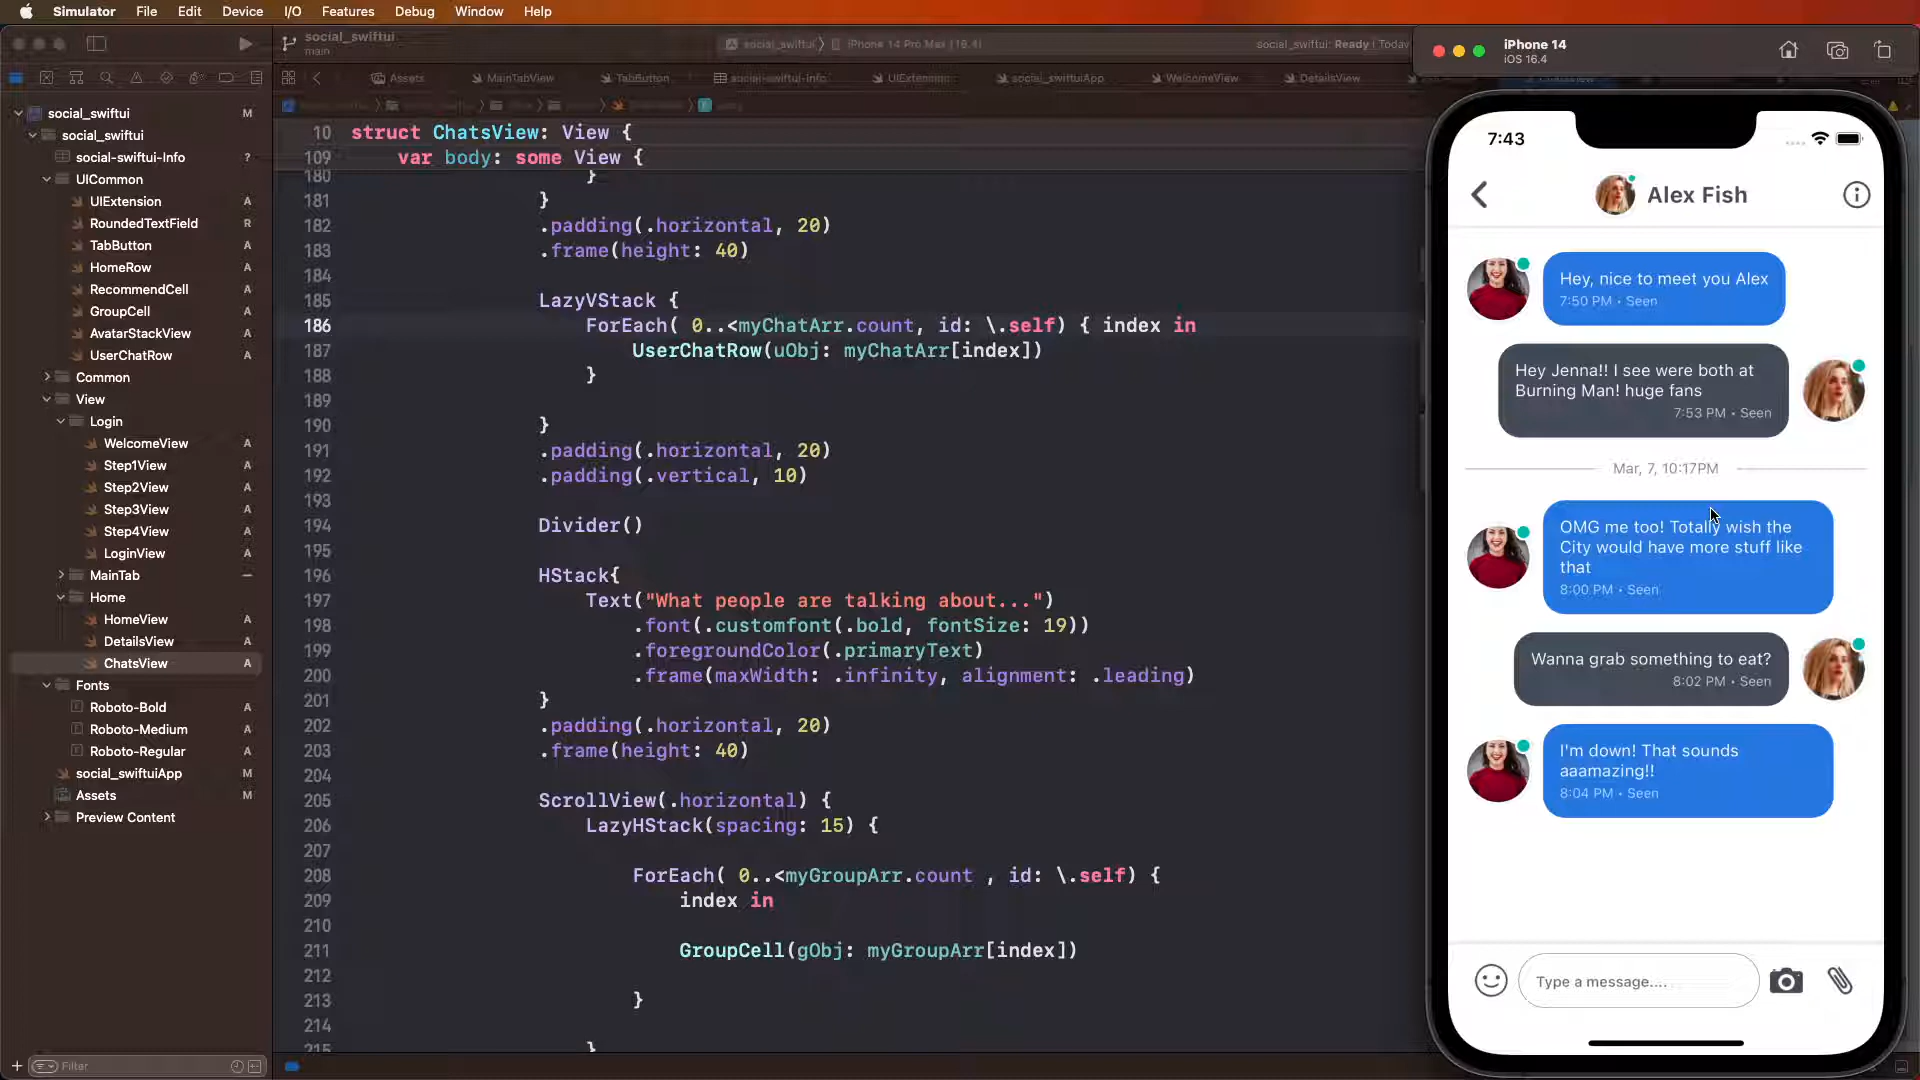 Simulator File Edit Device I/O Features Debug Window Help
social_swiftui
main
social_swiftui iPhone 14 Pro Max (16.4)
social_swiftui: Ready | Today
Assets MainTabView TabButton social-swiftui-Info UIExtension social_swiftuiApp WelcomeView DetailsView
social_swiftui M
social_swiftui
social-swiftui-Info ?
UICommon
UIExtension A
RoundedTextField R
TabButton A
HomeRow A
RecommendCell A
GroupCell A
AvatarStackView A
UserChatRow A
Common
View
Login
WelcomeView A
Step1View A
Step2View A
Step3View A
Step4View A
LoginView A
MainTab
Home
HomeView A
DetailsView A
ChatsView A
Fonts
Roboto-Bold A
Roboto-Medium A
Roboto-Regular A
social_swiftuiApp M
Assets M
Preview Content
Filter
10 struct ChatsView: View {
109 var body: some View {
180 }
181 }
182 .padding(.horizontal, 20)
183 .frame(height: 40)
184
185 LazyVStack {
186 ForEach( 0..<myChatArr.count, id: \.self) { index in
187 UserChatRow(uObj: myChatArr[index])
188 }
189
190 }
191 .padding(.horizontal, 20)
192 .padding(.vertical, 10)
193
194 Divider()
195
196 HStack{
197 Text("What people are talking about...")
198 .font(.customfont(.bold, fontSize: 19))
199 .foregroundColor(.primaryText)
200 .frame(maxWidth: .infinity, alignment: .leading)
201 }
202 .padding(.horizontal, 20)
203 .frame(height: 40)
204
205 ScrollView(.horizontal) {
206 LazyHStack(spacing: 15) {
207
208 ForEach( 0..<myGroupArr.count , id: \.self) {
209 index in
210
211 GroupCell(gObj: myGroupArr[index])
212
213 }
214
215 }
iPhone 14
iOS 16.4
7:43
Alex Fish
Hey, nice to meet you Alex
7:50 PM • Seen
Hey Jenna!! I see were both at
Burning Man! huge fans
7:53 PM • Seen
Mar, 7, 10:17PM
OMG me too! Totally wish the
City would have more stuff like
that
8:00 PM • Seen
Wanna grab something to eat?
8:02 PM • Seen
I'm down! That sounds
aaamazing!!
8:04 PM • Seen
Type a message....